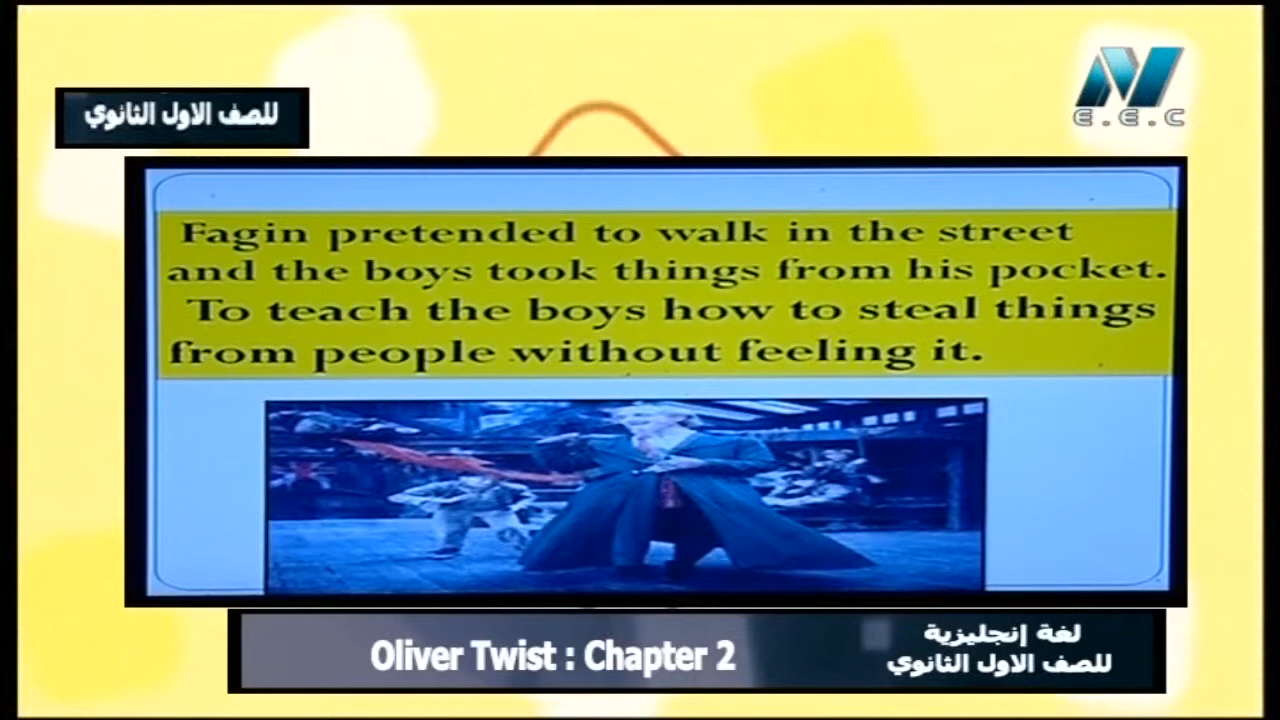 للصف الاول الثانوي
E.E.C
Fagin pretended to walk in the street
and the boys took things from his pocket.
To teach the boys how to steal things
from people without feeling it.
Oliver Twist : Chapter 2
لغة إنجليزية
للصف الاول الثانوي